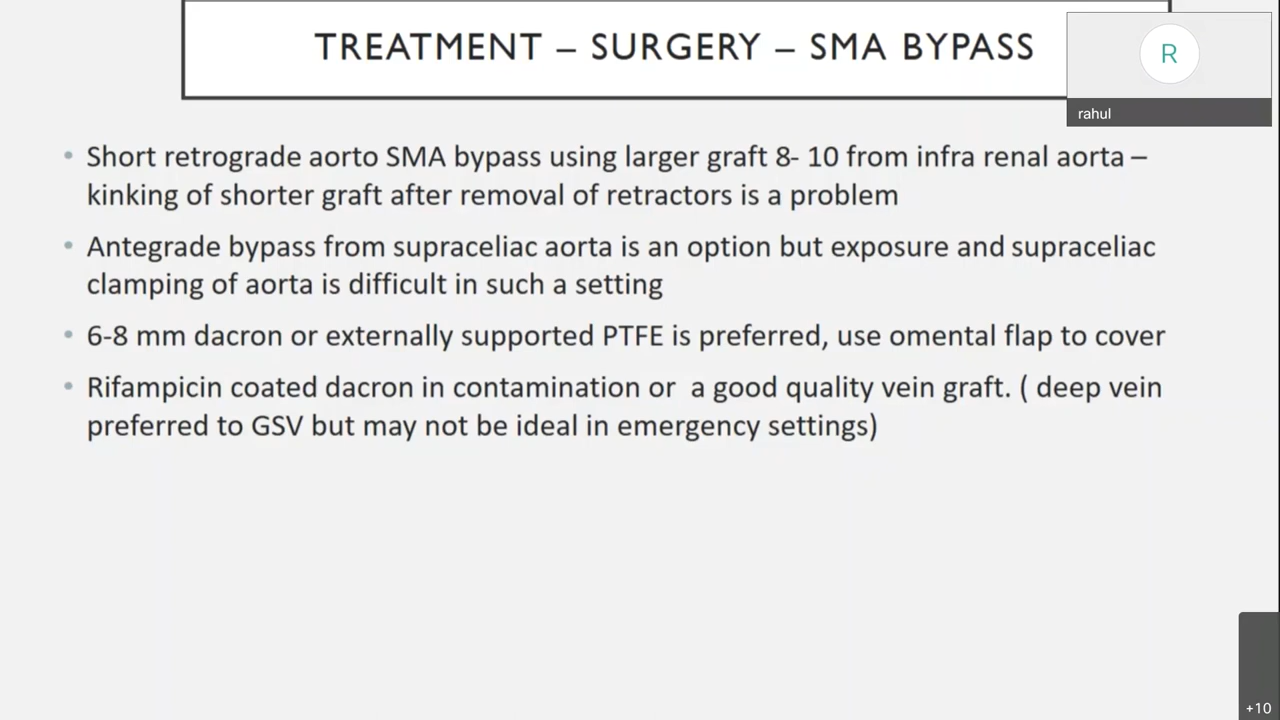 TREATMENT – SURGERY – SMA BYPASS
R
rahul
• Short retrograde aorto SMA bypass using larger graft 8- 10 from infra renal aorta –
kinking of shorter graft after removal of retractors is a problem
• Antegrade bypass from supraceliac aorta is an option but exposure and supraceliac
clamping of aorta is difficult in such a setting
• 6-8 mm dacron or externally supported PTFE is preferred, use omental flap to cover
• Rifampicin coated dacron in contamination or  a good quality vein graft. ( deep vein
preferred to GSV but may not be ideal in emergency settings)
+10